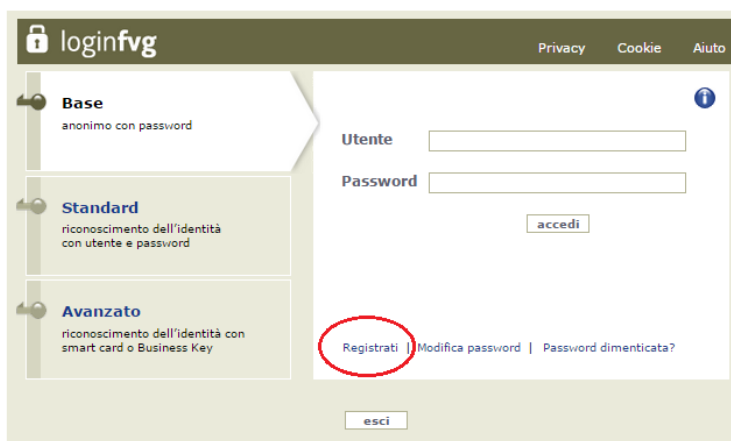 loginfvg
Privacy Cookie Aiuto
Base
anonimo con password
Standard
riconoscimento dell'identità
con utente e password
Avanzato
riconoscimento dell'identità con
smart card o Business Key
i
Utente
Password
accedi
Registrati | Modifica password | Password dimenticata?
esci